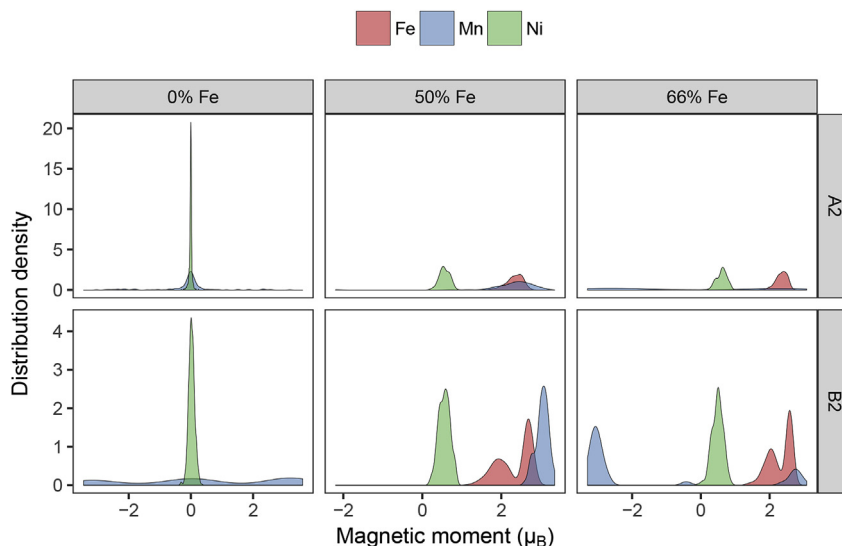 Fe Mn Ni
0% Fe 50% Fe 66% Fe
20
15
10
5
0
A2
4
3
2
1
0
B2
−2 0 2 −2 0 2 −2 0 2
Distribution density
Magnetic moment (μB)